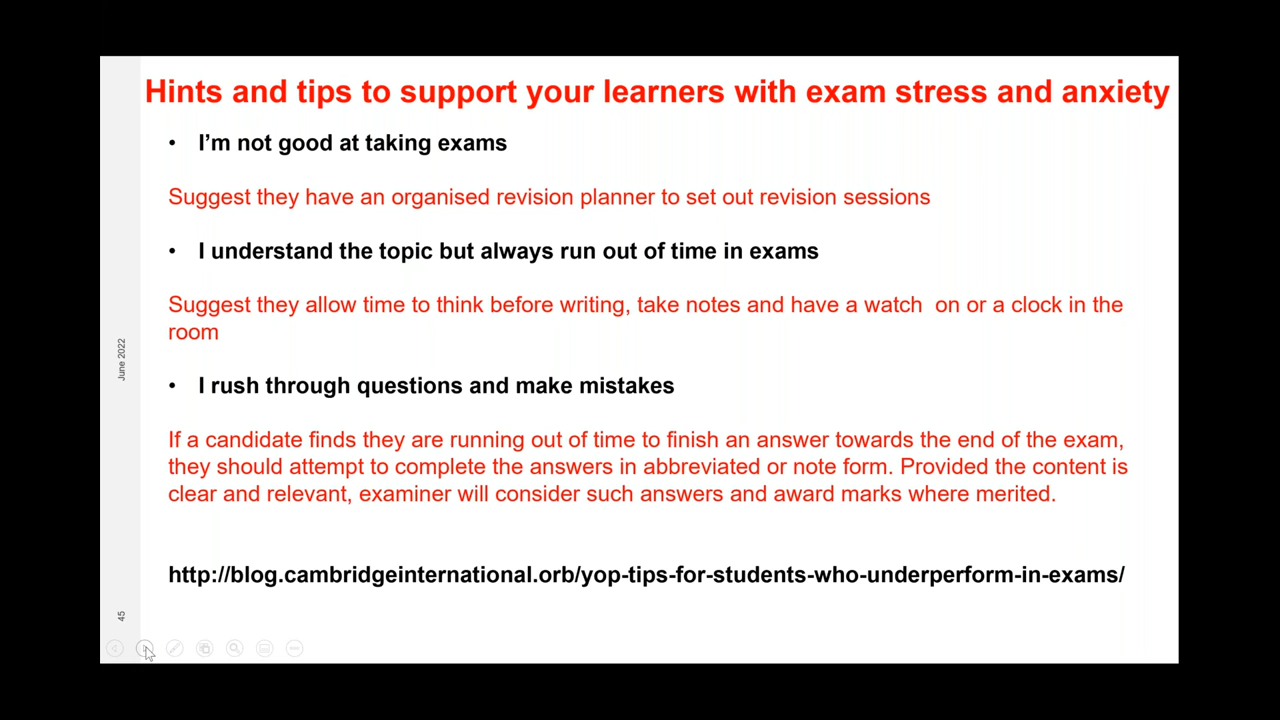 Hints and tips to support your learners with exam stress and anxiety
• I’m not good at taking exams
Suggest they have an organised revision planner to set out revision sessions
• I understand the topic but always run out of time in exams
Suggest they allow time to think before writing, take notes and have a watch  on or a clock in the
room
• I rush through questions and make mistakes
If a candidate finds they are running out of time to finish an answer towards the end of the exam,
they should attempt to complete the answers in abbreviated or note form. Provided the content is
clear and relevant, examiner will consider such answers and award marks where merited.
http://blog.cambridgeinternational.orb/yop-tips-for-students-who-underperform-in-exams/
June 2022
45